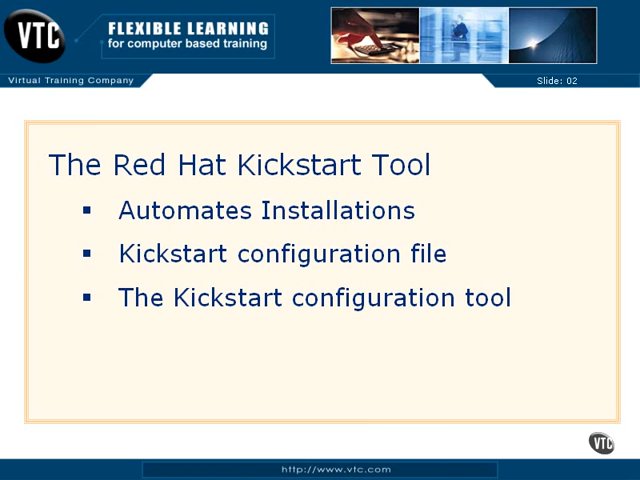 VTC
FLEXIBLE LEARNING
for computer based training
Virtual Training Company
Slide: 02
The Red Hat Kickstart Tool
▪ Automates Installations
▪ Kickstart configuration file
▪ The Kickstart configuration tool
VTC
http://www.vtc.com